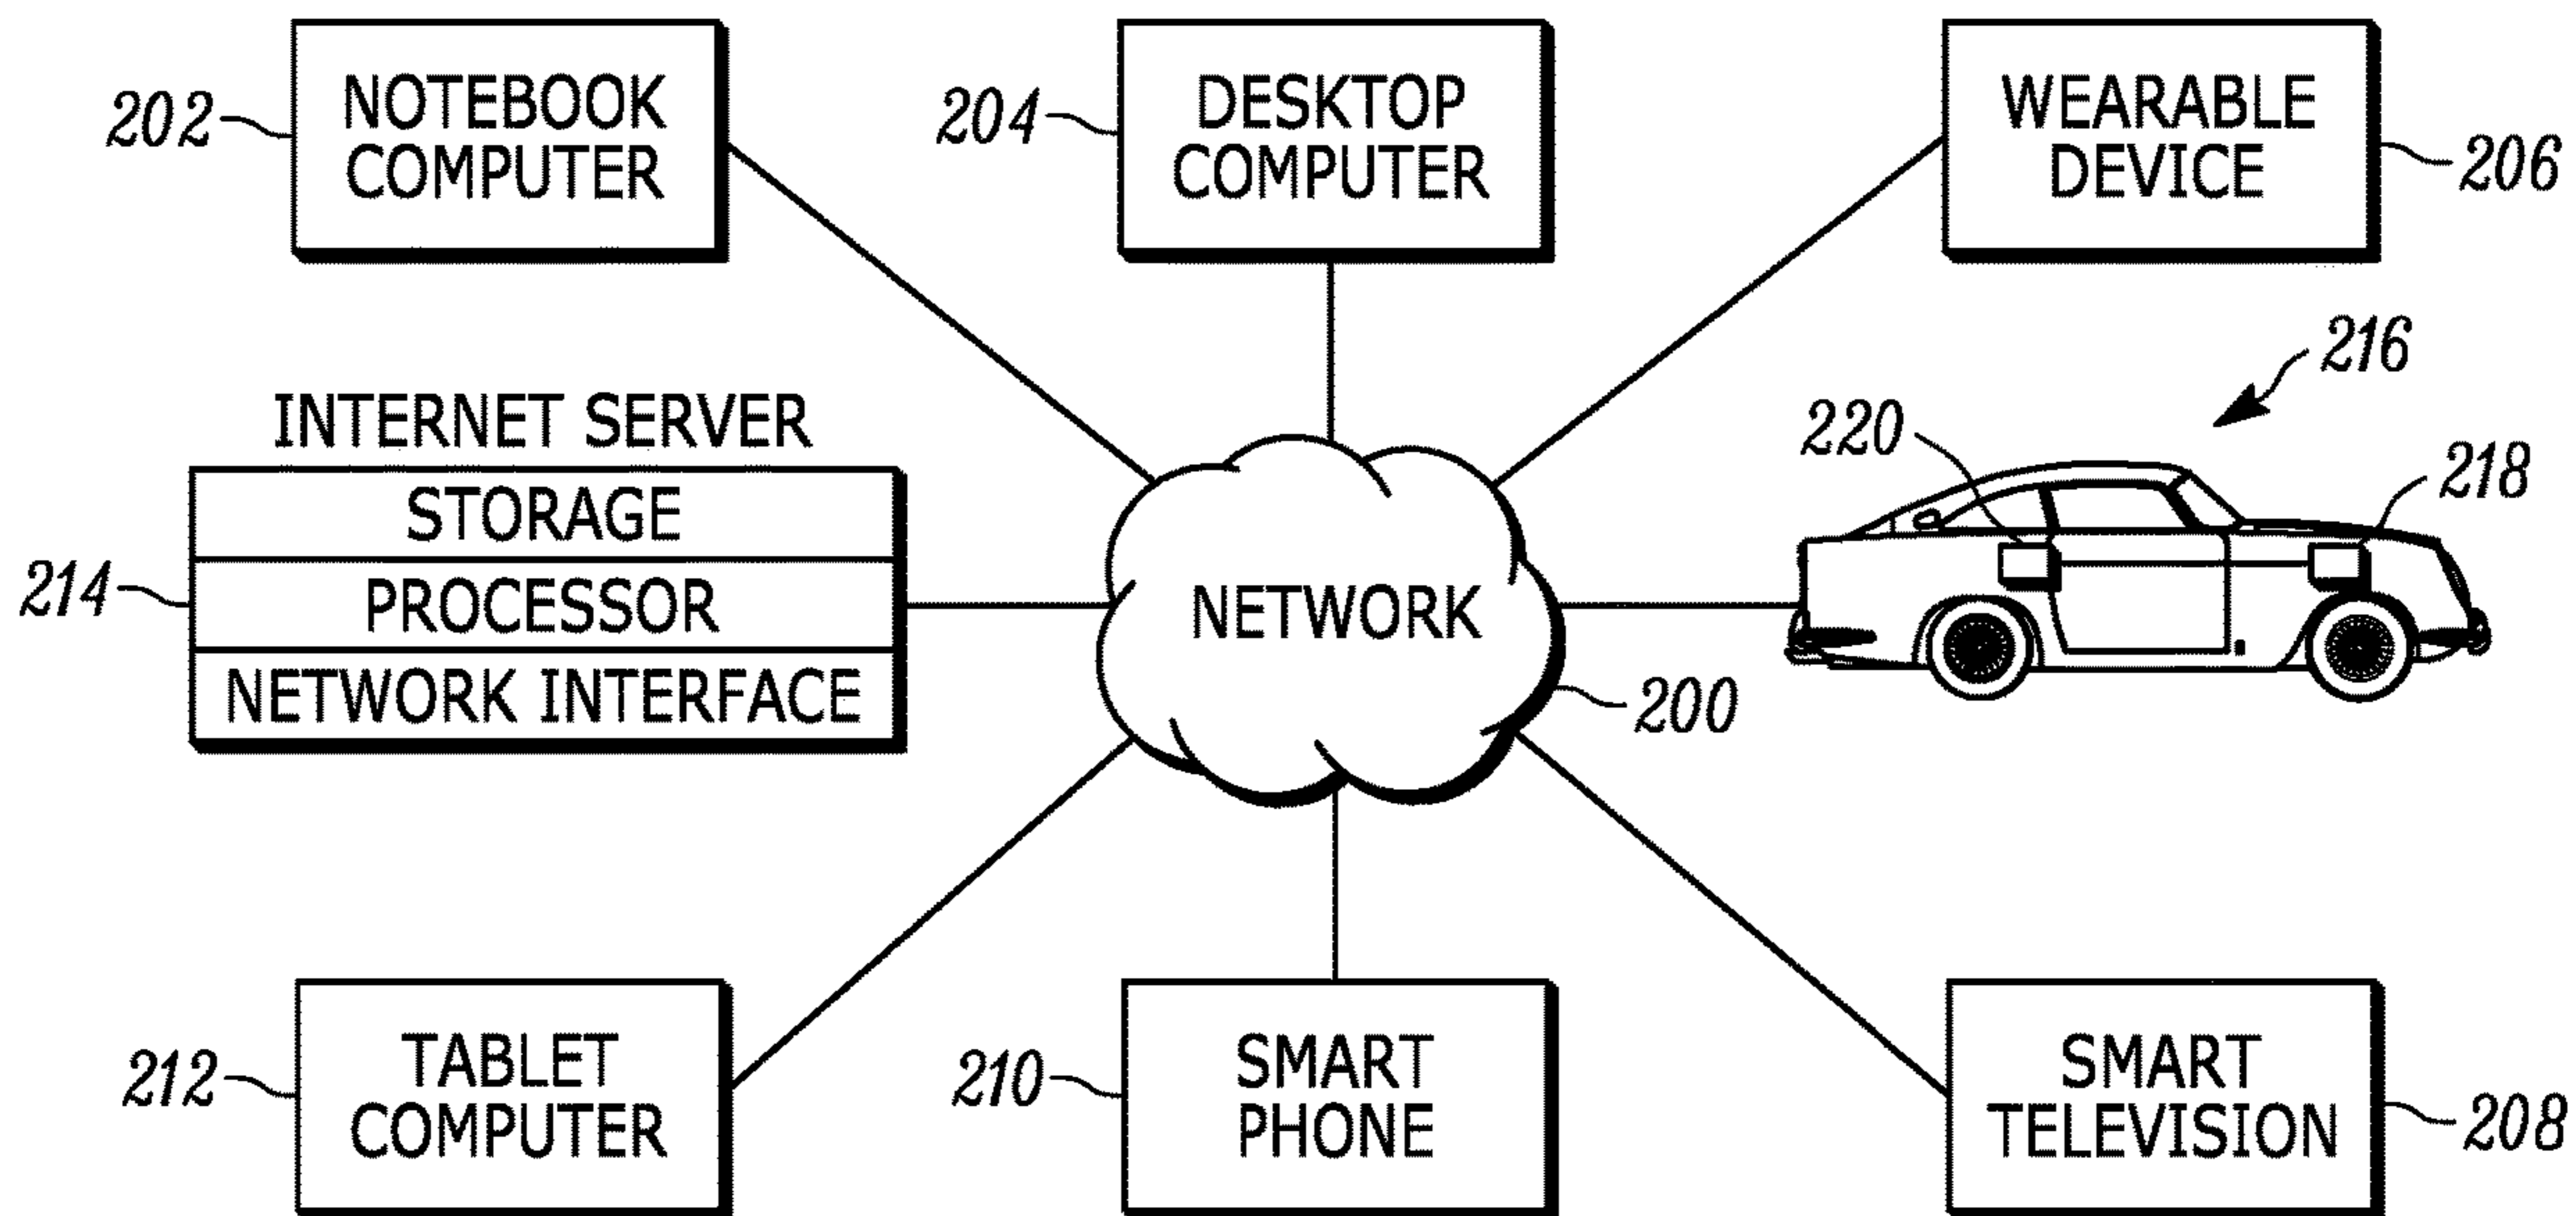 202
NOTEBOOK
COMPUTER
204
DESKTOP
COMPUTER
WEARABLE
DEVICE
206
INTERNET SERVER
STORAGE
PROCESSOR
NETWORK INTERFACE
214
NETWORK
200
216
220
218
212
TABLET
COMPUTER
210
SMART
PHONE
SMART
TELEVISION
208